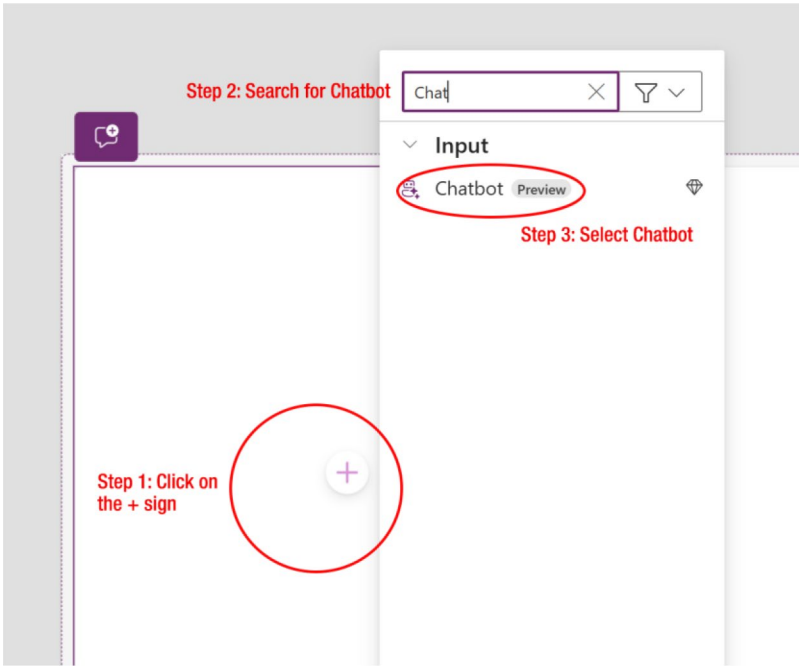 Step 2: Search for Chatbot
Chat
Input
Chatbot Preview
Step 3: Select Chatbot
Step 1: Click on
the + sign